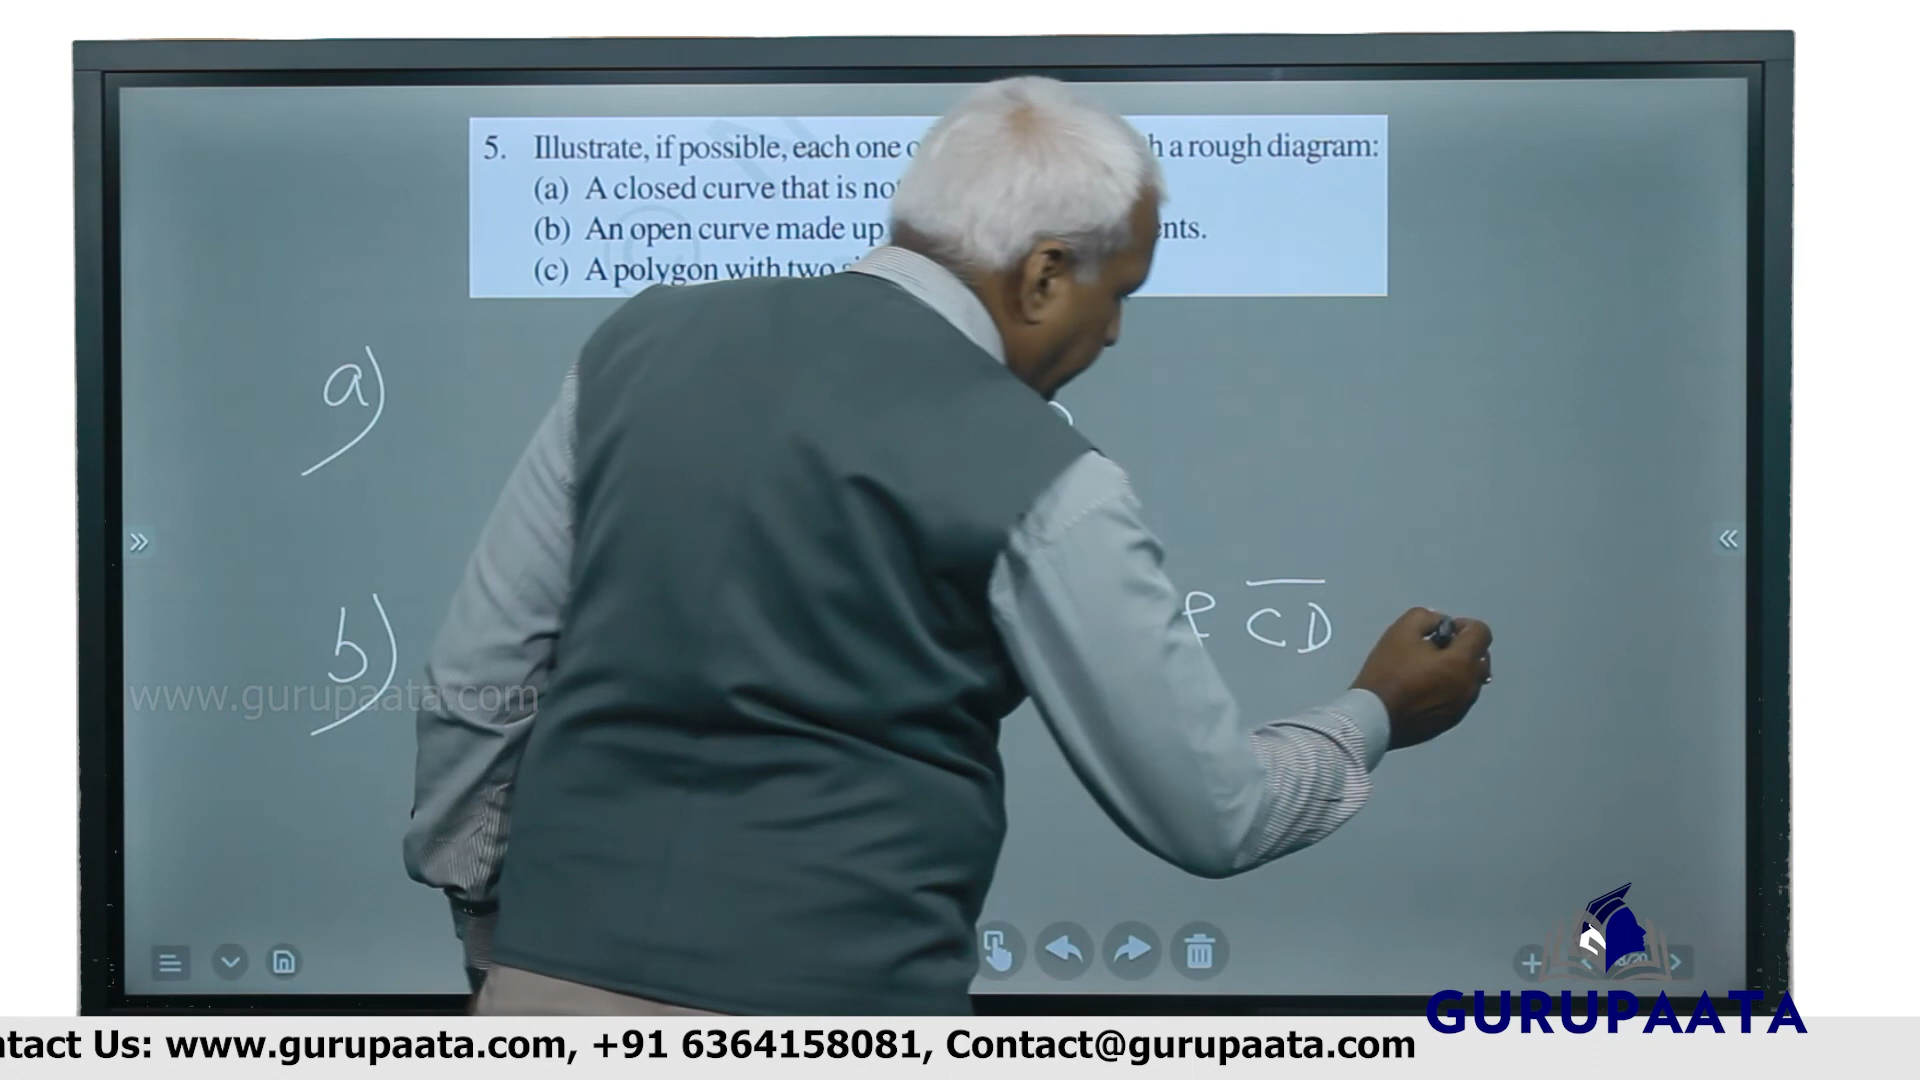 5. Illustrate, if possible, each one h a rough diagram:
(a) A closed curve that is no
(b) An open curve made up nts.
(c) A polygon with two
a)
b) CD
www.gurupaata.com
GURUPAATA
ntact Us: www.gurupaata.com, +91 6364158081, Contact@gurupaata.com